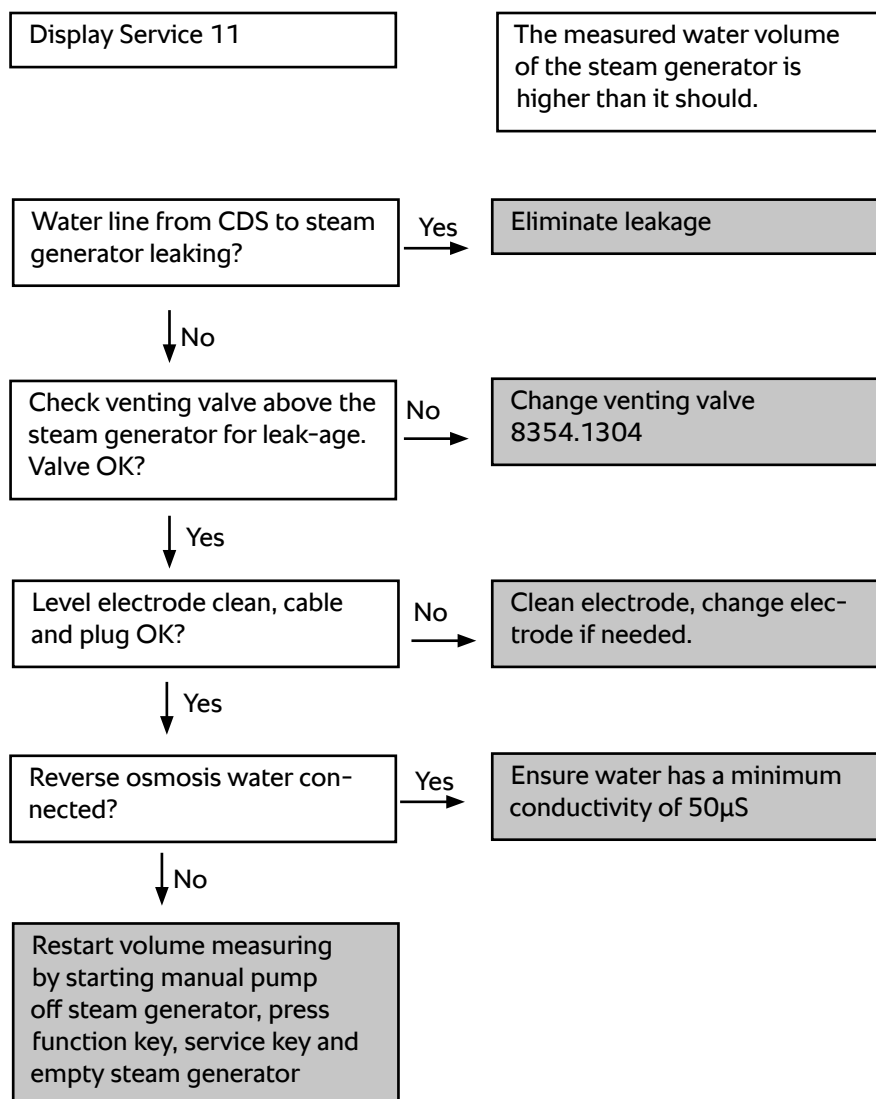 Display Service 11
The measured water volume
of the steam generator is
higher than it should.
Water line from CDS to steam
generator leaking?
Yes
Eliminate leakage
No
Check venting valve above the
steam generator for leak-age.
Valve OK?
No
Change venting valve
8354.1304
Yes
Level electrode clean, cable
and plug OK?
No
Clean electrode, change elec-
trode if needed.
Yes
Reverse osmosis water con-
nected?
Yes
Ensure water has a minimum
conductivity of 50µS
No
Restart volume measuring
by starting manual pump
off steam generator, press
function key, service key and
empty steam generator